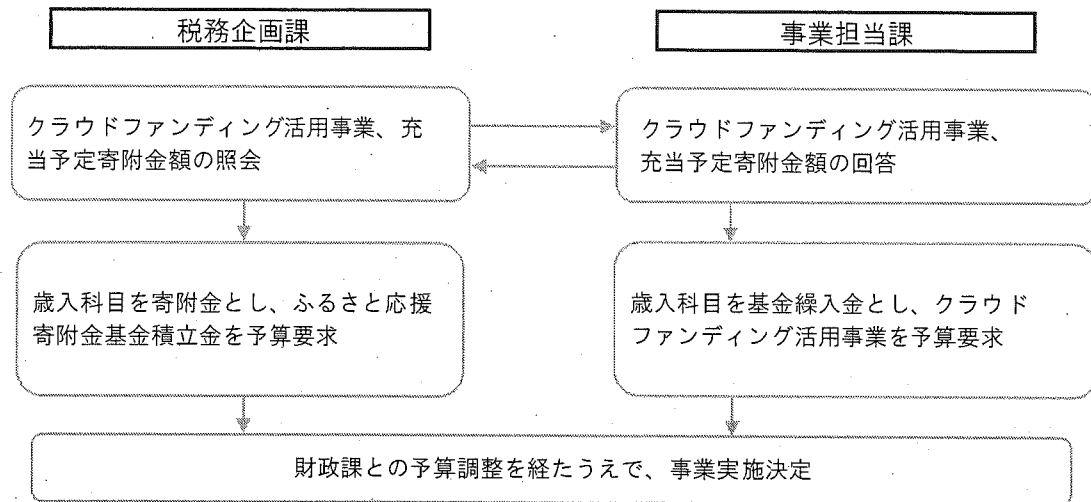 税務企画課
事業担当課
クラウドファンディング活用事業、充
当予定寄附金額の照会
クラウドファンディング活用事業、
充当予定寄附金額の回答
歳入科目を寄附金とし、ふるさと応援
寄附金基金積立金を予算要求
歳入科目を基金繰入金とし、クラウド
ファンディング活用事業を予算要求
財政課との予算調整を経たうえで、事業実施決定